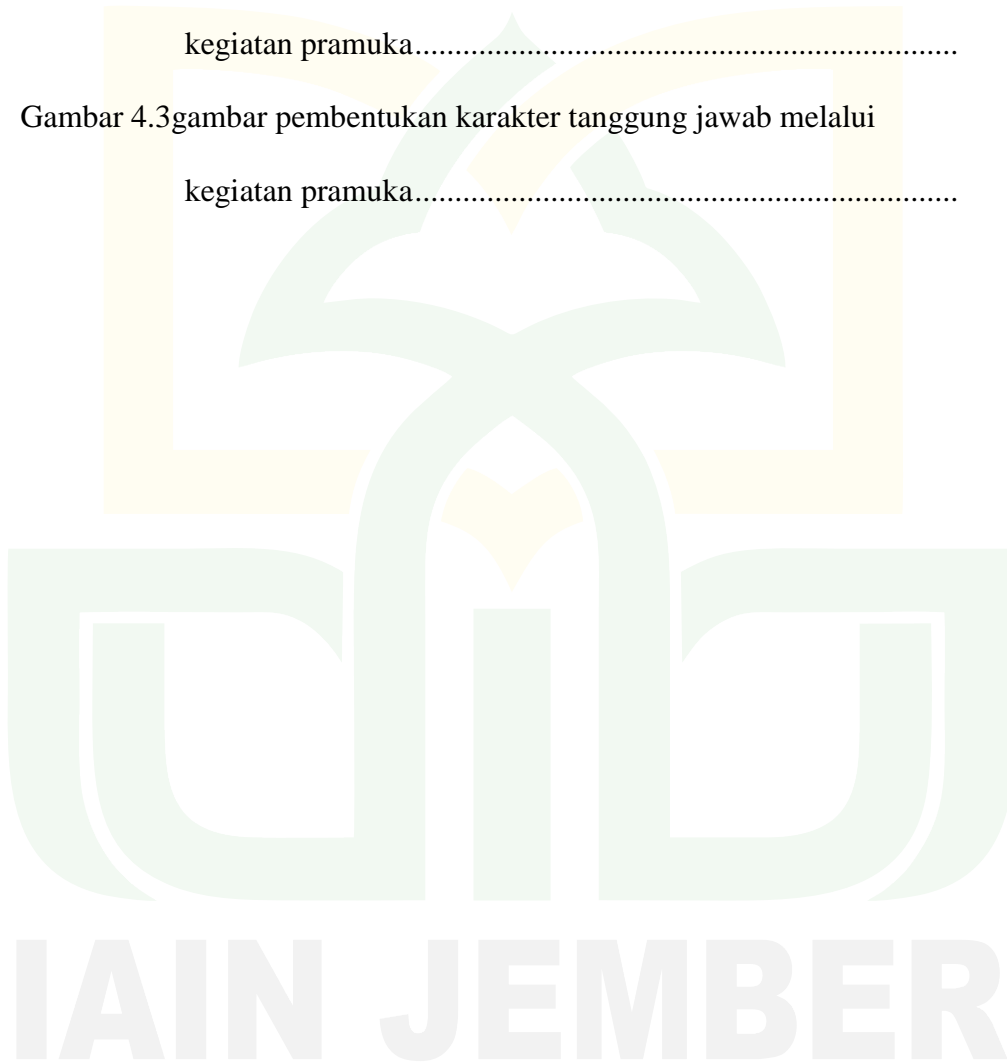 kegiatan pramuka....................................................................
Gambar 4.3gambar pembentukan karakter tanggung jawab melalui
kegiatan pramuka....................................................................
IAIN JEMBER